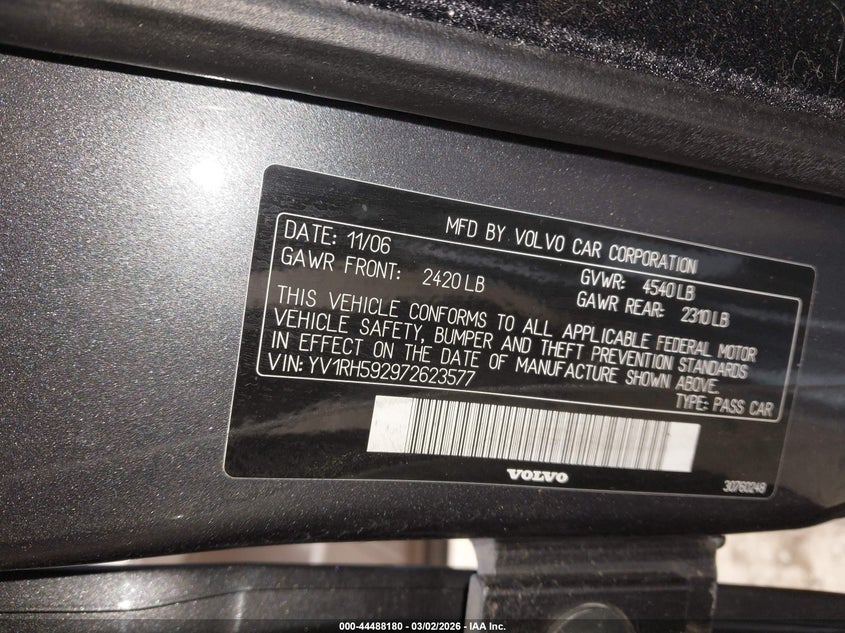 MFD BY VOLVO CAR CORPORATION
DATE: 11/06
GVWR: 4540 LB
GAWR FRONT: 2420 LB
GAWR REAR: 2310 LB
THIS VEHICLE CONFORMS TO ALL APPLICABLE FEDERAL MOTOR
VEHICLE SAFETY, BUMPER AND THEFT PREVENTION STANDARDS
IN EFFECT ON THE DATE OF MANUFACTURE SHOWN ABOVE.
VIN: YV1RH592972623577
TYPE: PASS CAR
VOLVO
30760248
000-44488180 - 03/02/2026 - IAA Inc.